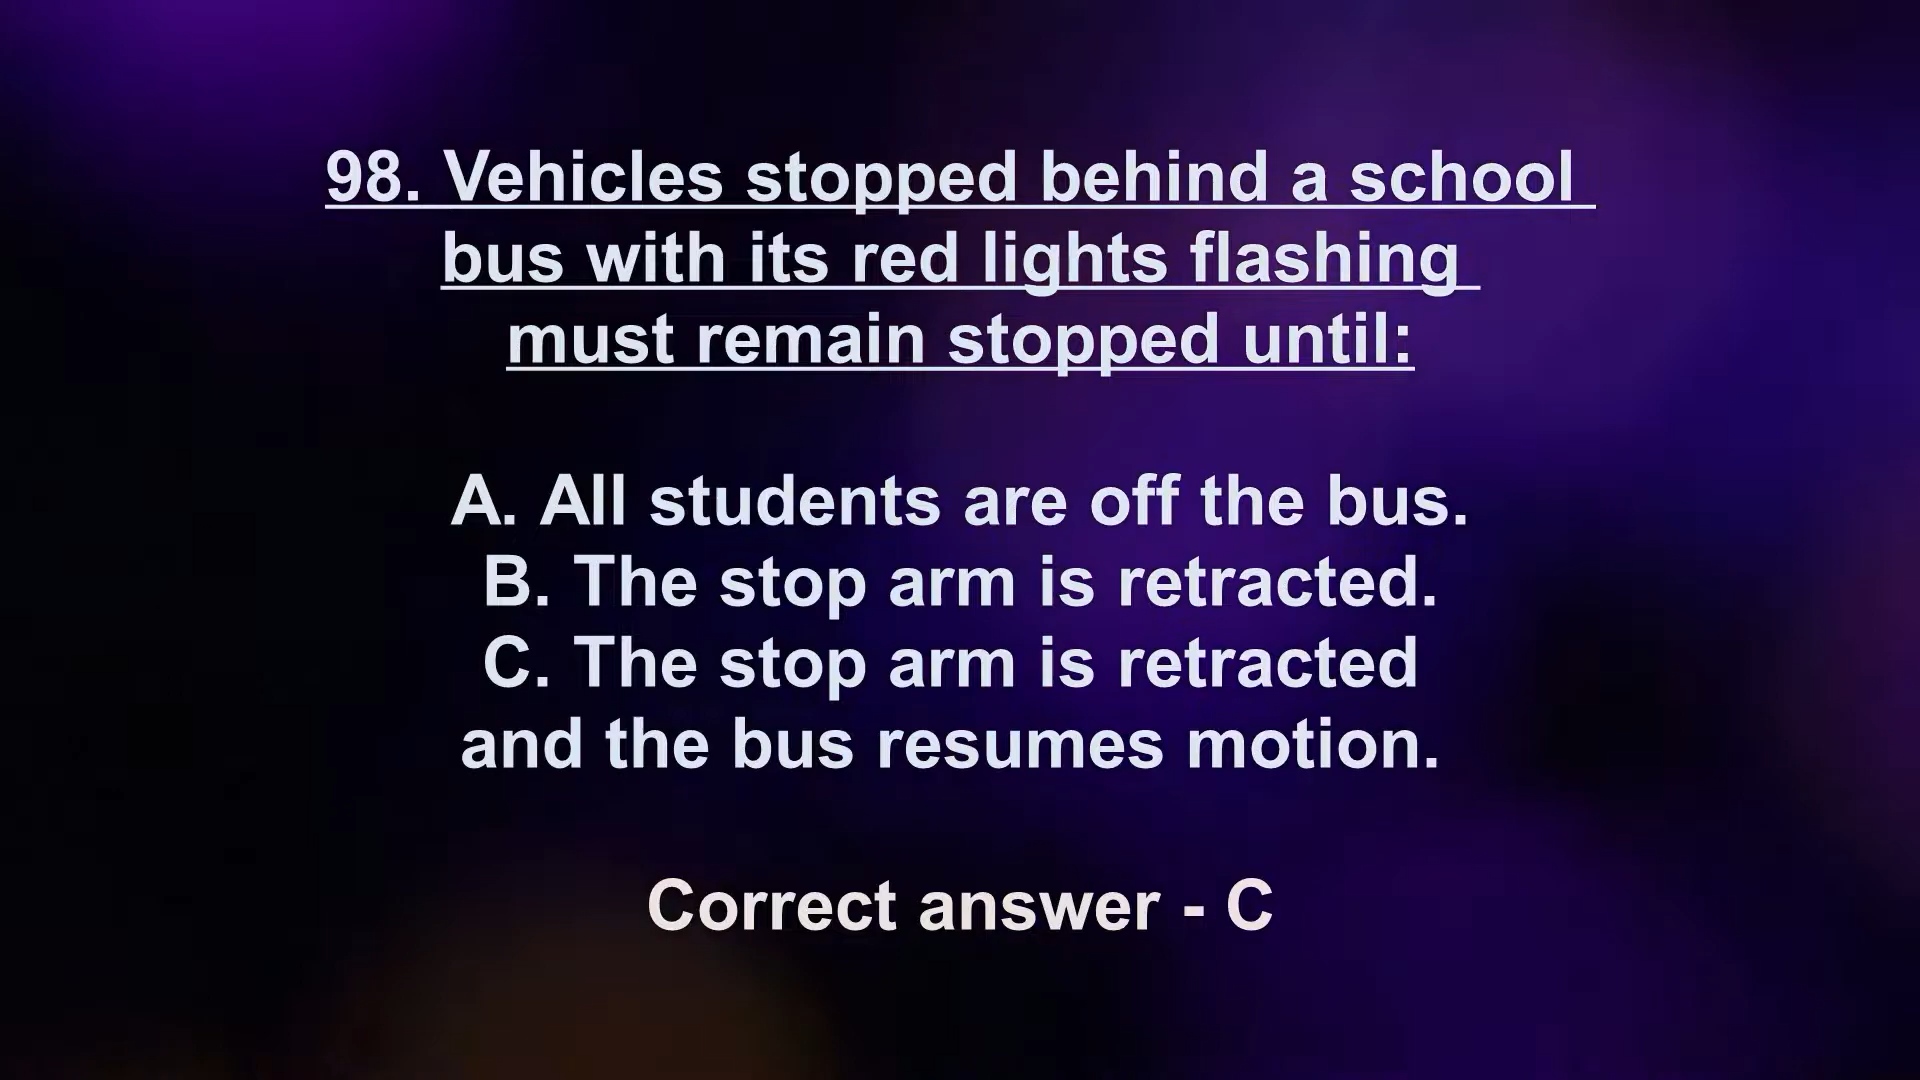 98. Vehicles stopped behind a school
bus with its red lights flashing
must remain stopped until:
A. All students are off the bus.
B. The stop arm is retracted.
C. The stop arm is retracted
and the bus resumes motion.
Correct answer - C